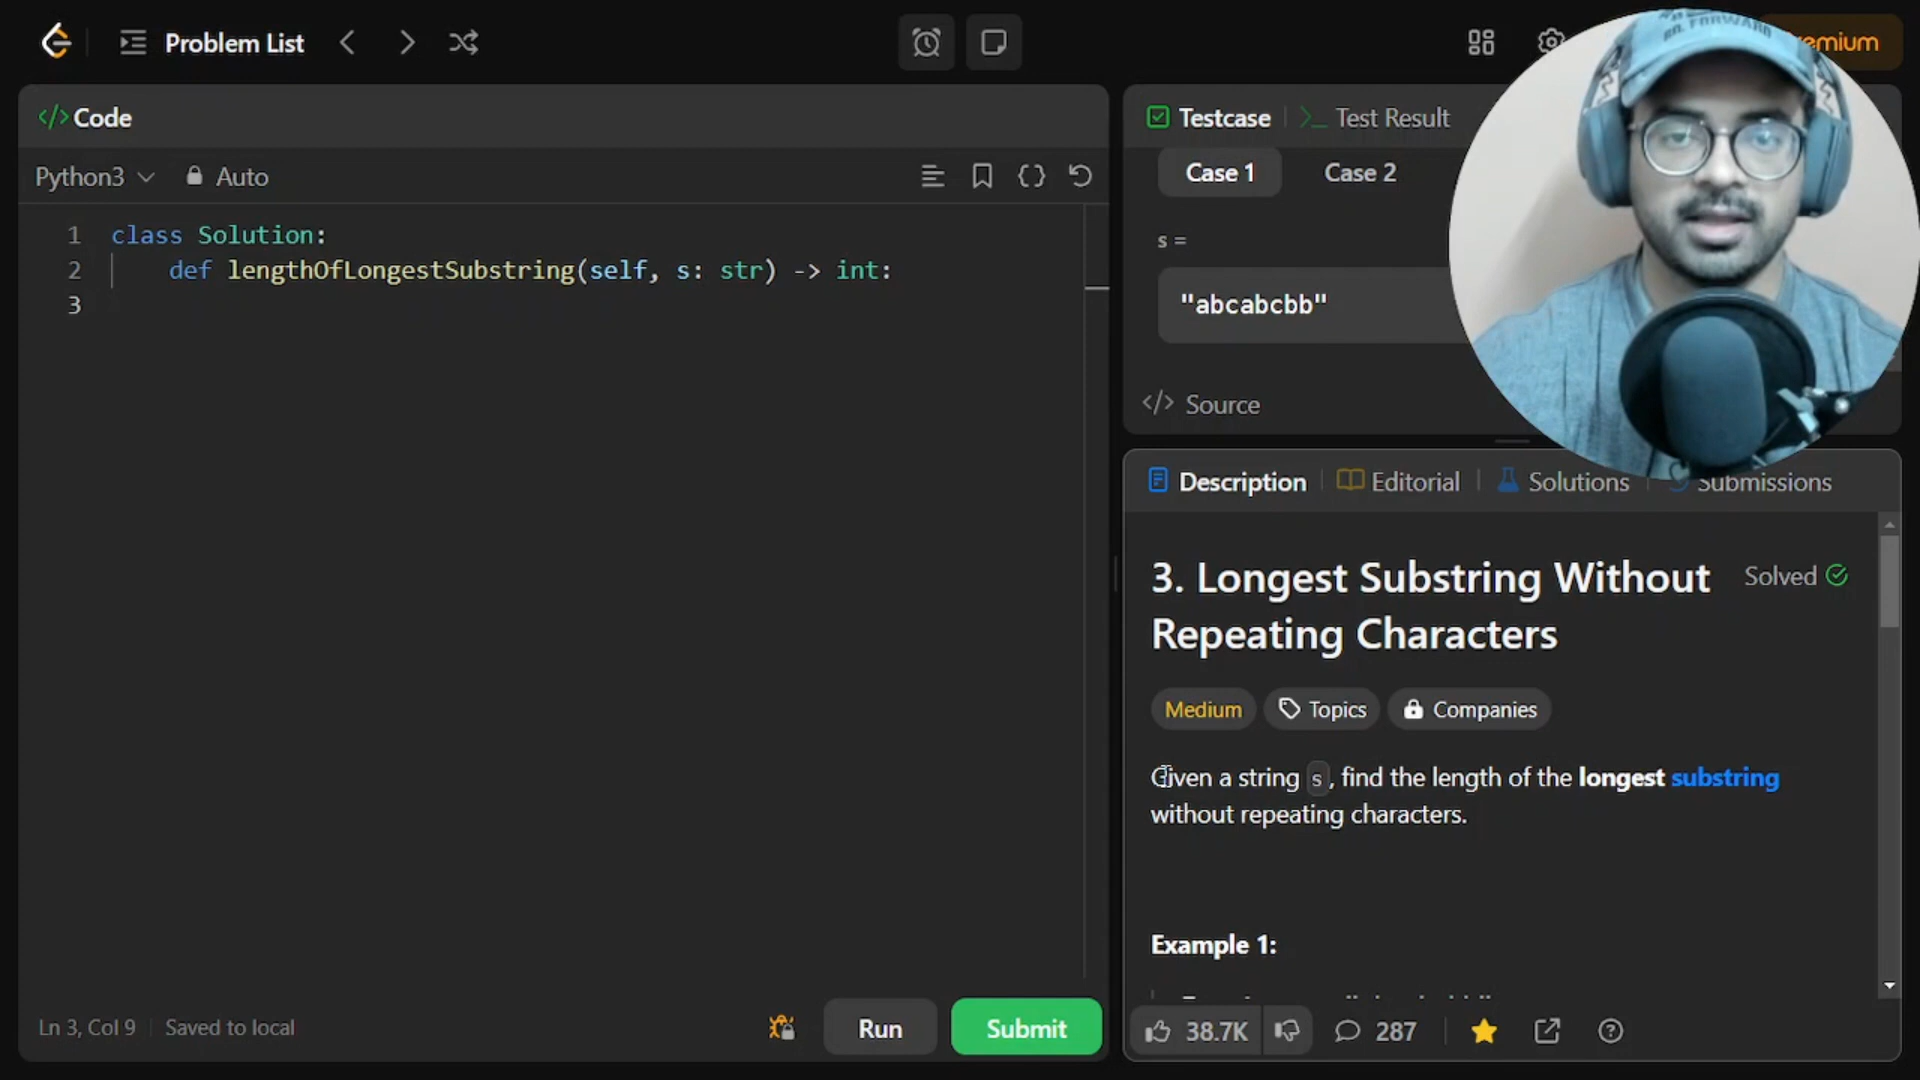 Problem List
Premium
</> Code
Python3
Auto
1 class Solution:
2 def lengthOfLongestSubstring(self, s: str) -> int:
3
Ln 3, Col 9
Saved to local
Run
Submit
Testcase
Test Result
Case 1
Case 2
s =
"abcabcbb"
</> Source
Description
Editorial
Solutions
Submissions
3. Longest Substring Without
Repeating Characters
Solved
Medium
Topics
Companies
Given a string s, find the length of the longest substring
without repeating characters.
Example 1:
38.7K
287